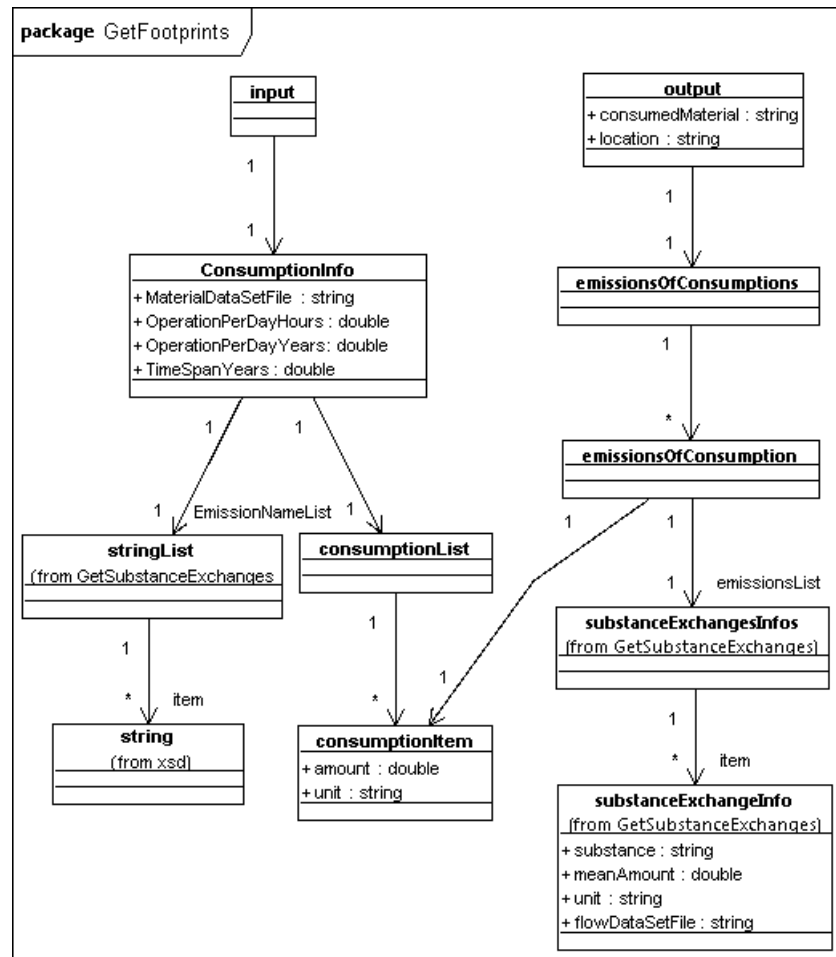 package GetFootprints
input
output
+ consumedMaterial : string
+ location : string
1
1
1
1
ConsumptionInfo
+ MaterialDataSetFile : string
+ OperationPerDayHours : double
+ OperationPerDayYears : double
+ TimeSpanYears : double
emissionsOfConsumptions
1
*
emissionsOfConsumption
1
1
1
EmissionNameList
1
stringList
(from GetSubstanceExchanges
consumptionList
1
1
1
emissionsList
substanceExchangesInfos
(from GetSubstanceExchanges)
1
1
1
*
item
*
string
(from xsd)
consumptionItem
+ amount : double
+ unit : string
1
*
item
substanceExchangeInfo
(from GetSubstanceExchanges)
+ substance : string
+ meanAmount : double
+ unit : string
+ flowDataSetFile : string